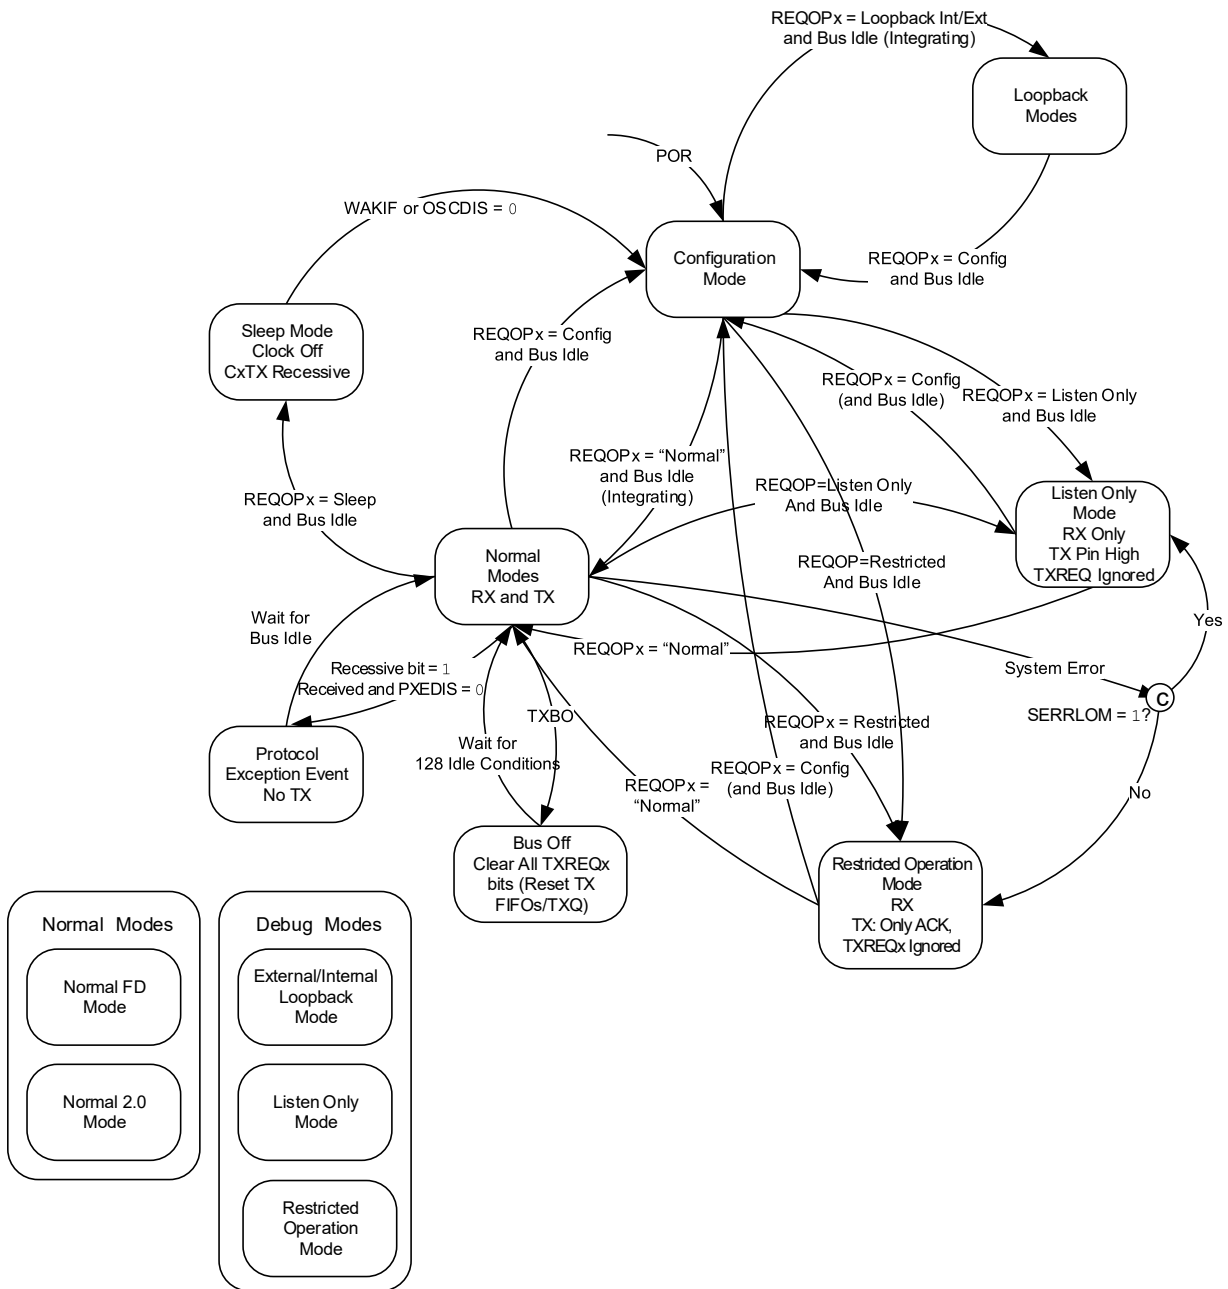 REQOPx = Loopback Int/Ext
and Bus Idle (Integrating)
Loopback
Modes
POR
WAKIF or OSCDIS = 0
Configuration
Mode
REQOPx = Config
and Bus Idle
Sleep Mode
Clock Off
CxTX Recessive
REQOPx = Config
and Bus Idle
REQOPx = Config
(and Bus Idle)
REQOPx = Listen Only
and Bus Idle
REQOPx = “Normal”
and Bus Idle
(Integrating)
REQOP=Listen Only
And Bus Idle
REQOPx = Sleep
and Bus Idle
Listen Only
Mode
RX Only
TX Pin High
TXREQ Ignored
Normal
Modes
RX and TX
REQOP=Restricted
And Bus Idle
Wait for
Bus Idle
Yes
REQOPx = “Normal”
Recessive bit = 1
Received and PXEDIS = 0
System Error
C
SERRLOM = 1?
TXBO
REQOPx = Restricted
and Bus Idle
Wait for
128 Idle Conditions
Protocol
Exception Event
No TX
REQOPx = Config
(and Bus Idle)
REQOPx =
“Normal”
No
Bus Off
Clear All TXREQx
bits (Reset TX
FIFOs/TXQ)
Restricted Operation
Mode
RX
TX: Only ACK,
TXREQx Ignored
Normal Modes
Normal FD
Mode
Normal 2.0
Mode
Debug Modes
External/Internal
Loopback
Mode
Listen Only
Mode
Restricted
Operation
Mode